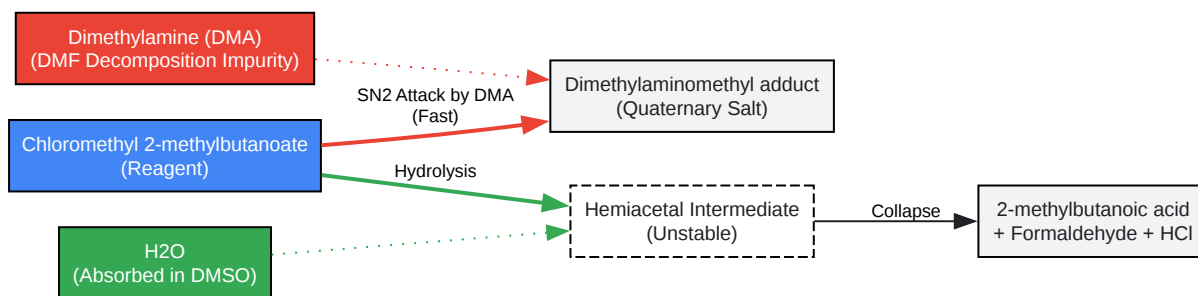 Dimethylamine (DMA)
(DMF Decomposition Impurity)
Dimethylaminomethyl adduct
(Quaternary Salt)
SN2 Attack by DMA
(Fast)
Chloromethyl 2-methylbutanoate
(Reagent)
Hydrolysis
Hemiacetal Intermediate
(Unstable)
Collapse
2-methylbutanoic acid
+ Formaldehyde + HCl
H2O
(Absorbed in DMSO)